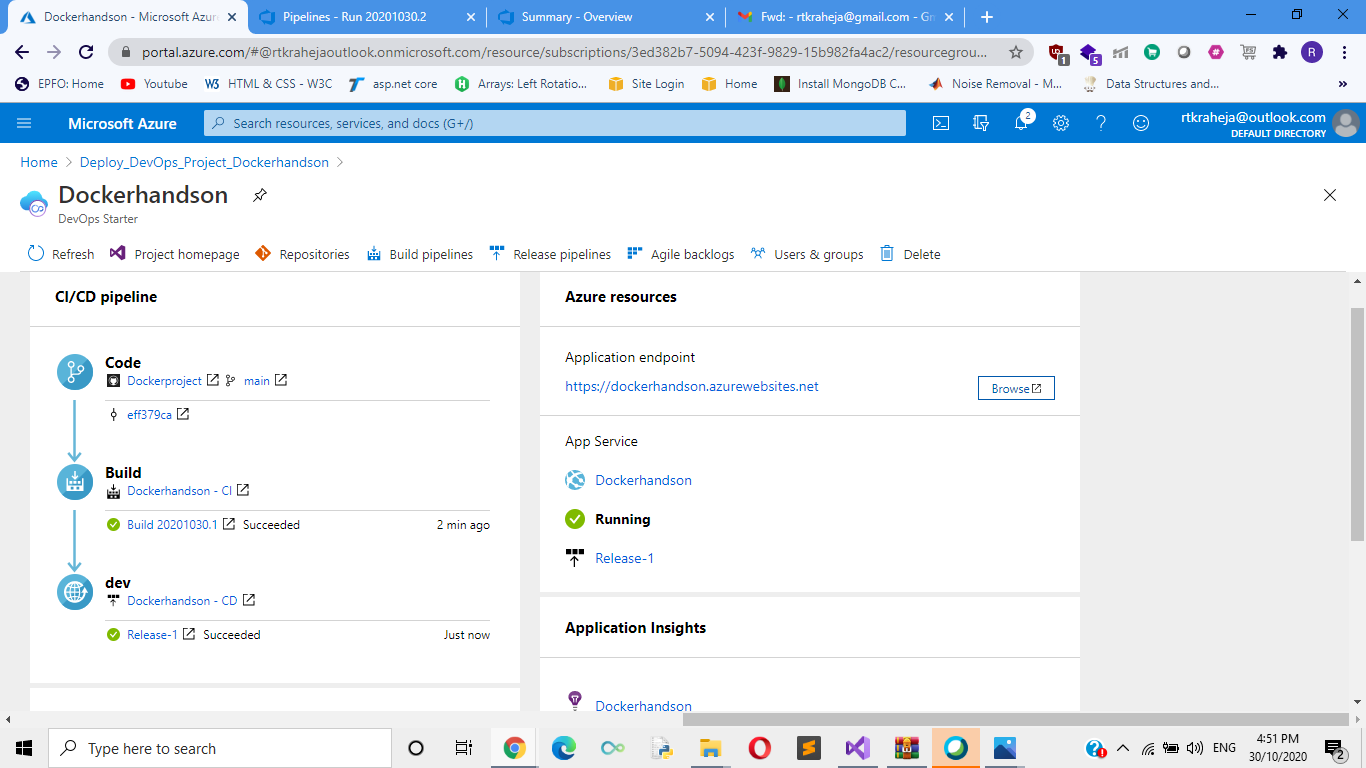 Dockerhandson - Microsoft Azur
Pipelines - Run 20201030.2
Summary - Overview
Fwd: - rtkraheja@gmail.com - Gm
portal.azure.com/#@rtkrahejaoutlook.onmicrosoft.com/resource/subscriptions/3ed382b7-5094-423f-9829-15b982fa4ac2/resourcegrou...
1
5
R
EPFO: Home
Youtube
HTML & CSS - W3C
asp.net core
Arrays: Left Rotatio...
Site Login
Home
Install MongoDB C...
Noise Removal - M...
Data Structures and...
»
Microsoft Azure
Search resources, services, and docs (G+/)
2
rtkraheja@outlook.com
DEFAULT DIRECTORY
Home > Deploy_DevOps_Project_Dockerhandson >
Dockerhandson
DevOps Starter
Refresh
Project homepage
Repositories
Build pipelines
Release pipelines
Agile backlogs
Users & groups
Delete
CI/CD pipeline
Code
Dockerproject main
eff379ca
Build
Dockerhandson - CI
Build 20201030.1 Succeeded 2 min ago
dev
Dockerhandson - CD
Release-1 Succeeded Just now
Azure resources
Application endpoint
https://dockerhandson.azurewebsites.net
Browse
App Service
Dockerhandson
Running
Release-1
Application Insights
Dockerhandson
Type here to search
ENG
4:51 PM
30/10/2020
2